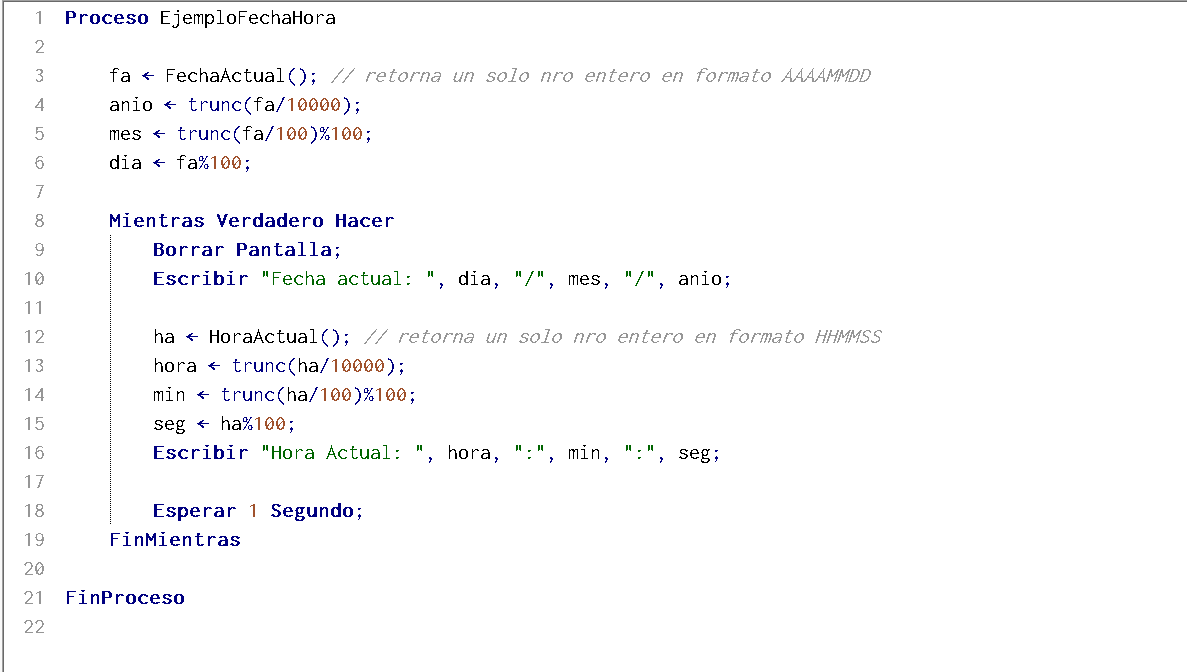 1 Proceso EjemploFechaHora
2
3 fa ← FechaActual(); // retorna un solo nro entero en formato AAAAMMDD
4 anio ← trunc(fa/10000);
5 mes ← trunc(fa/100)%100;
6 dia ← fa%100;
7
8 Mientras Verdadero Hacer
9 Borrar Pantalla;
10 Escribir "Fecha actual: ", dia, "/", mes, "/", anio;
11
12 ha ← HoraActual(); // retorna un solo nro entero en formato HHMMSS
13 hora ← trunc(ha/10000);
14 min ← trunc(ha/100)%100;
15 seg ← ha%100;
16 Escribir "Hora Actual: ", hora, ":", min, ":", seg;
17
18 Esperar 1 Segundo;
19 FinMientras
20
21 FinProceso
22